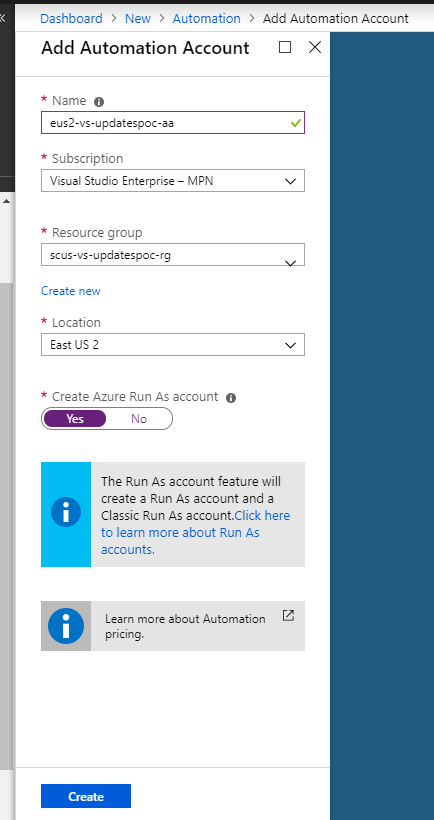 Dashboard > New > Automation > Add Automation Account
Add Automation Account
* Name
eus2-vs-updatespoc-aa
* Subscription
Visual Studio Enterprise – MPN
* Resource group
scus-vs-updatespoc-rg
Create new
* Location
East US 2
* Create Azure Run As account
Yes No
The Run As account feature will
create a Run As account and a
Classic Run As account.Click here
to learn more about Run As
accounts.
Learn more about Automation
pricing.
Create